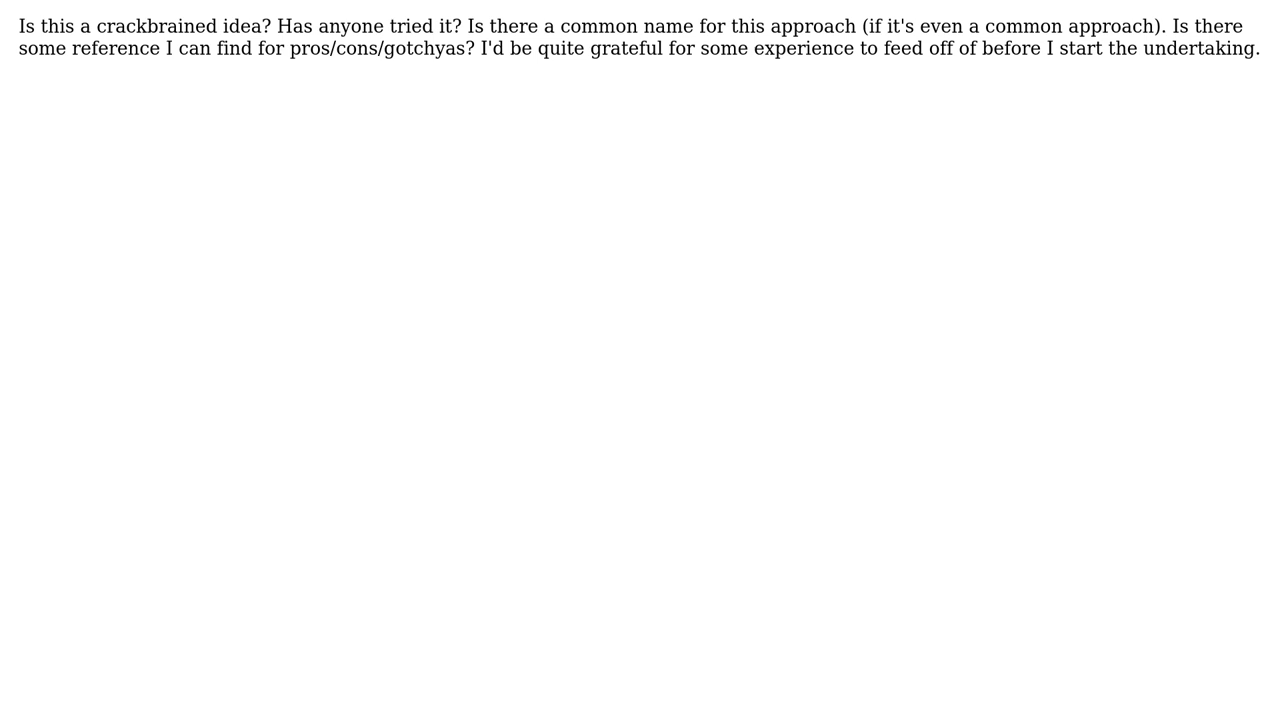 Is this a crackbrained idea? Has anyone tried it? Is there a common name for this approach (if it's even a common approach). Is there
some reference I can find for pros/cons/gotchyas? I'd be quite grateful for some experience to feed off of before I start the undertaking.